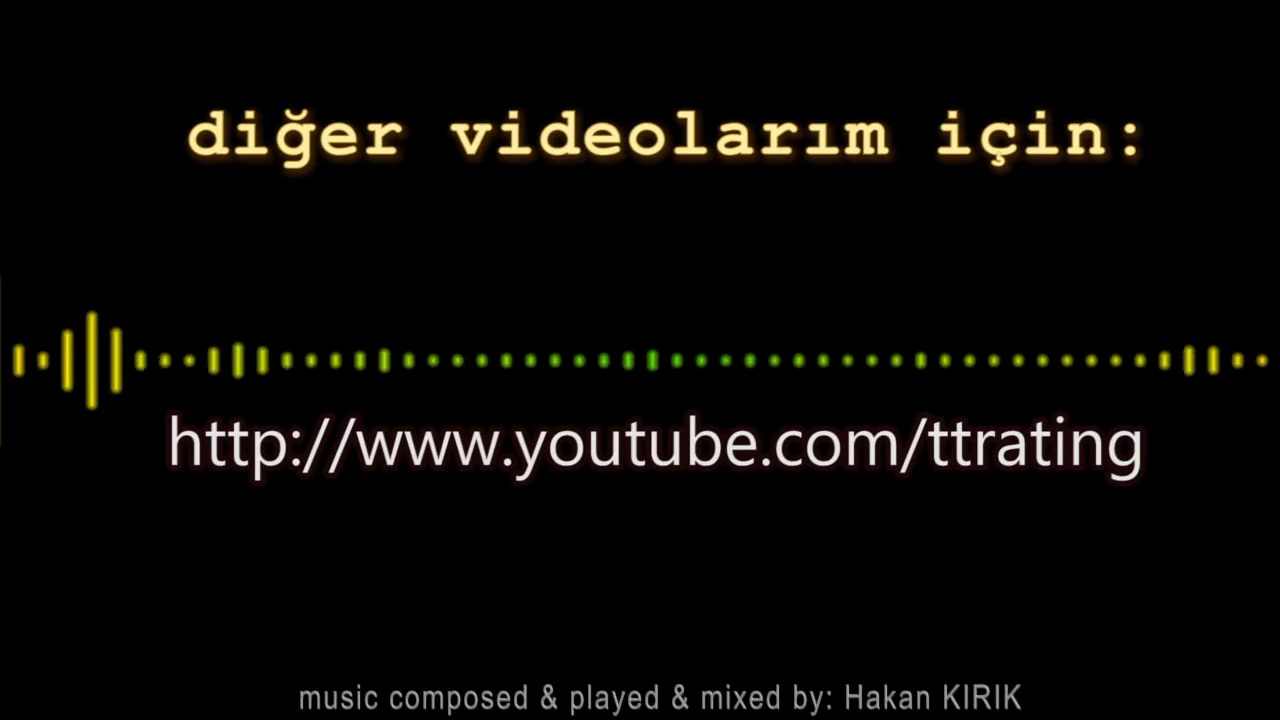 diğer videolarım için:
http://www.youtube.com/ttrating
music composed & played & mixed by: Hakan KIRIK